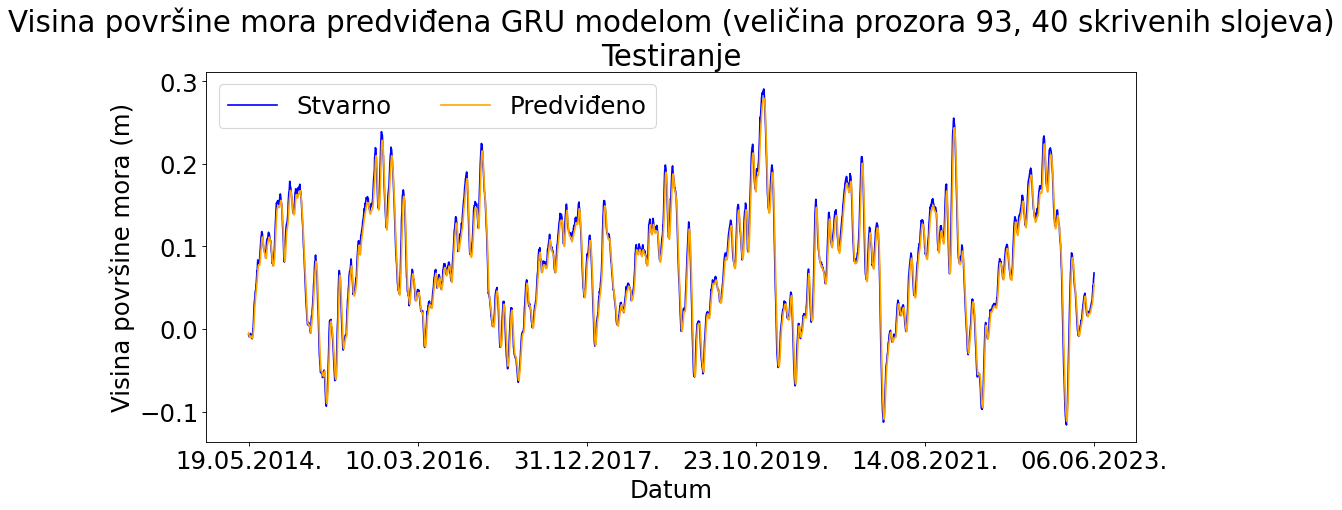 Visina površine mora predviđena GRU modelom (veličina prozora 93, 40 skrivenih slojeva)
Testiranje
Stvarno
Predviđeno
Visina površine mora (m)
0.3
0.2
0.1
0.0
−0.1
19.05.2014.
10.03.2016.
31.12.2017.
23.10.2019.
14.08.2021.
06.06.2023.
Datum